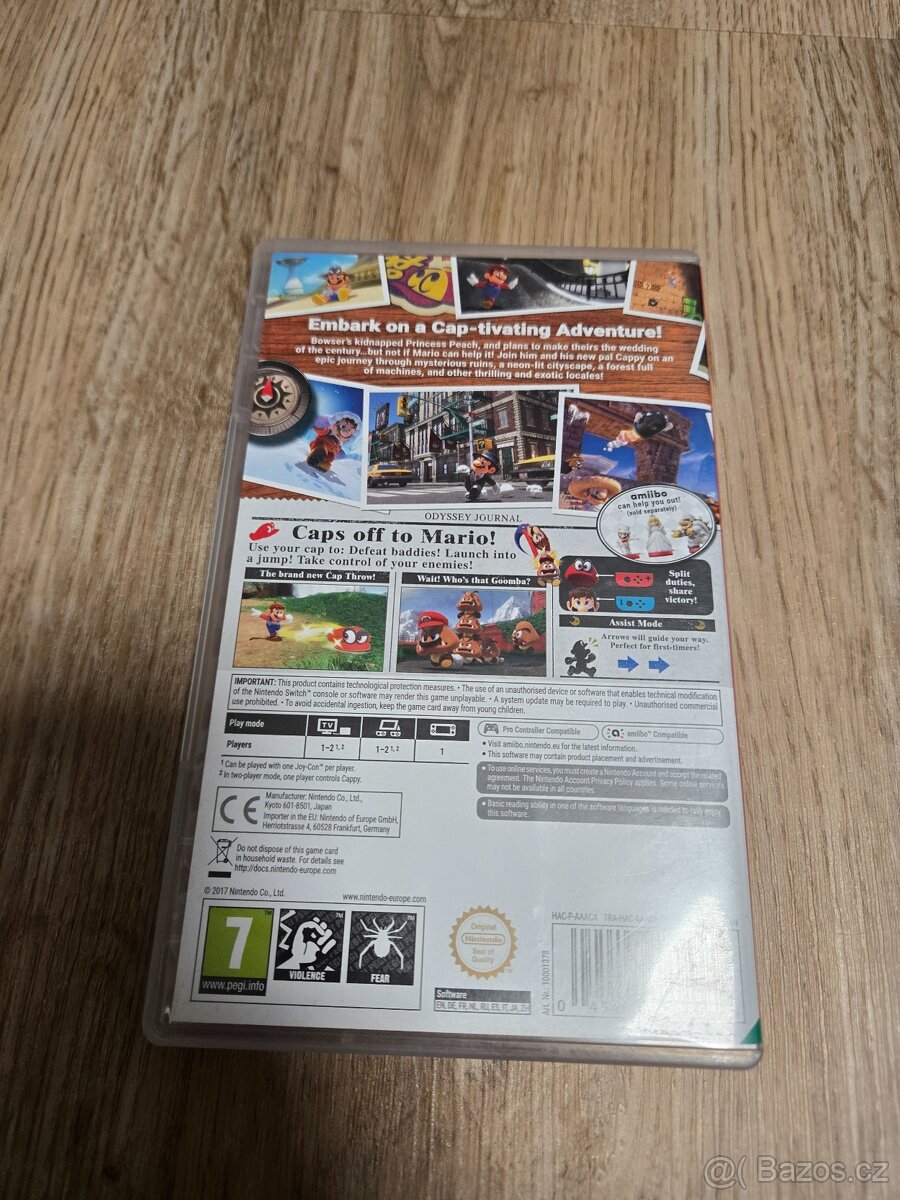 Embark on a Cap-tivating Adventure!
Bowser's kidnapped Princess Peach, and plans to make theirs the wedding
of the century...but not if Mario can help it! Join him and his new pal Cappy on an
epic journey through mysterious ruins, a neon-lit cityscape, a forest full
of machines, and other thrilling and exotic locales!
amiibo
can help you out!
(sold separately)
ODYSSEY JOURNAL
Caps off to Mario!
Use your cap to: Defeat baddies! Launch into
a jump! Take control of your enemies!
The brand new Cap Throw!
Wait! Who's that Goomba?
Split
duties,
share
victory!
Assist Mode
Arrows will guide your way.
Perfect for first-timers!
IMPORTANT: This product contains technological protection measures. • The use of an unauthorised device or software that enables technical modification
of the Nintendo Switch™ console or software may render this game unplayable. • A system update may be required to play. • Unauthorised commercial
use prohibited. • To avoid accidental ingestion, keep the game card away from young children.
Play mode
TV
Players
1-2 1, 2
1-2 1, 2
1
1 Can be played with one Joy-Con™ per player.
2 In two-player mode, one player controls Cappy.
Pro Controller Compatible
amiibo™ Compatible
• Visit amiibo.nintendo.eu for the latest information.
• This software may contain product placement and advertisement.
• To use online services, you must create a Nintendo Account and accept the related
agreement. The Nintendo Account Privacy Policy applies. Some online services
may not be available in all countries.
• Basic reading ability in one of the software languages is needed to fully enjoy
this software.
CE
Manufacturer: Nintendo Co., Ltd.,
Kyoto 601-8501, Japan
Importer in the EU: Nintendo of Europe GmbH,
Herriotstrasse 4, 60528 Frankfurt, Germany
Do not dispose of this game card
in household waste. For details see
http://docs.nintendo-europe.com
© 2017 Nintendo Co., Ltd.
www.nintendo-europe.com
7
www.pegi.info
VIOLENCE
FEAR
Original
Nintendo
Seal of
Quality
Software
EN, DE, FR, NL, RU, ES, IT, JA, ZH
HAC-P-AAACA
Art. Nr. 10001378
0
Bazos.cz